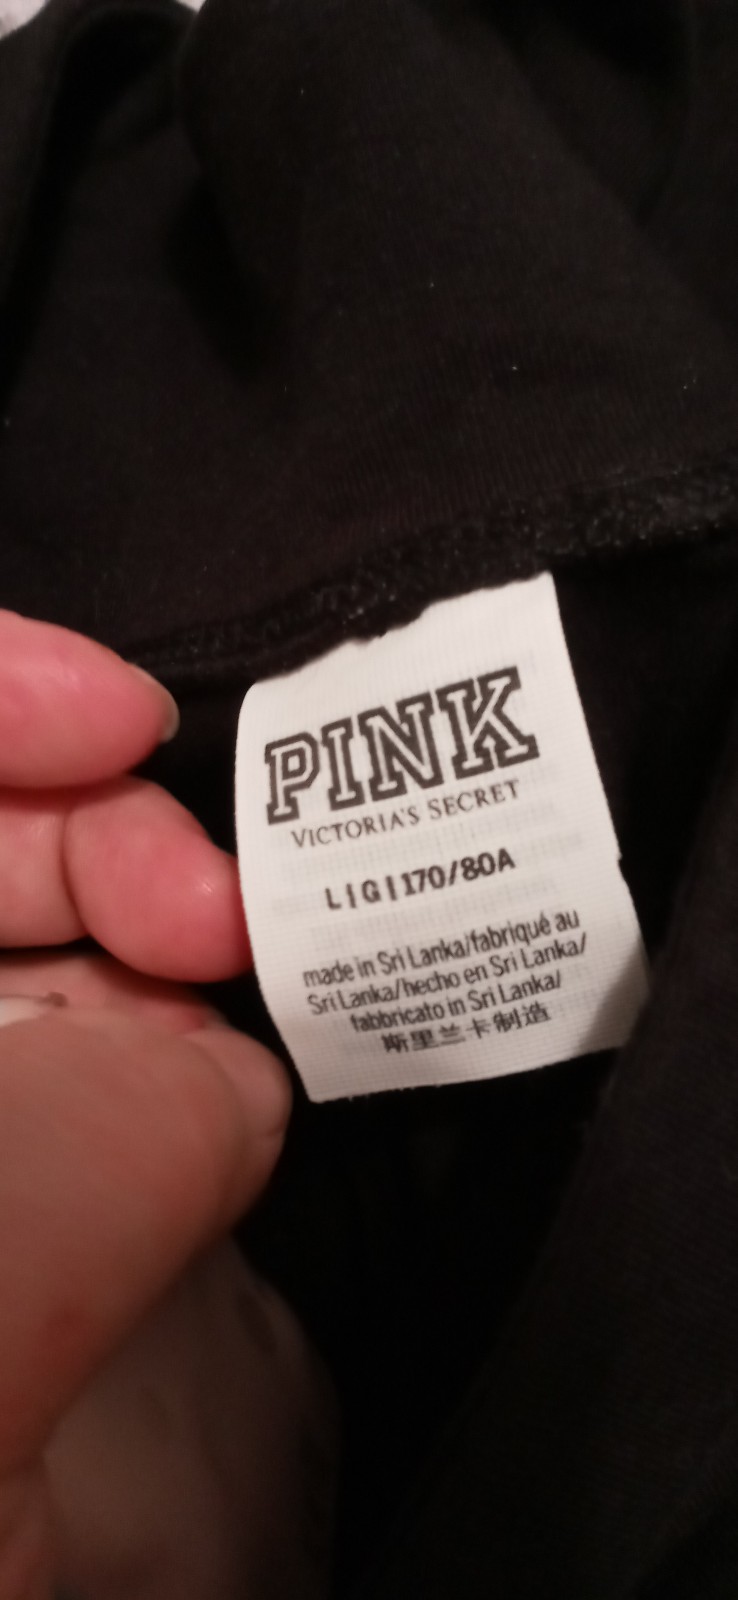 PINK
VICTORIA'S SECRET
L|G|170/80A
made in Sri Lanka/fabriqué au
Sri Lanka/hecho en Sri Lanka/
fabbricato in Sri Lanka/
斯里兰卡制造